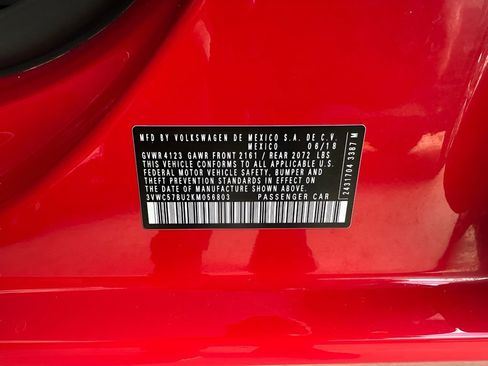 MFD BY VOLKSWAGEN DE MEXICO S.A. DE C.V.
MEXICO 06/18
GVWR4123 GAWR FRONT 2161 / REAR 2072 LBS
THIS VEHICLE CONFORMS TO ALL APPLICABLE U.S.
FEDERAL MOTOR VEHICLE SAFETY, BUMPER AND
THEFT PREVENTION STANDARDS IN EFFECT ON
THE DATE OF MANUFACTURE SHOWN ABOVE.
3VWC57BU2KM056803 PASSENGER CAR
2431704 3387 M